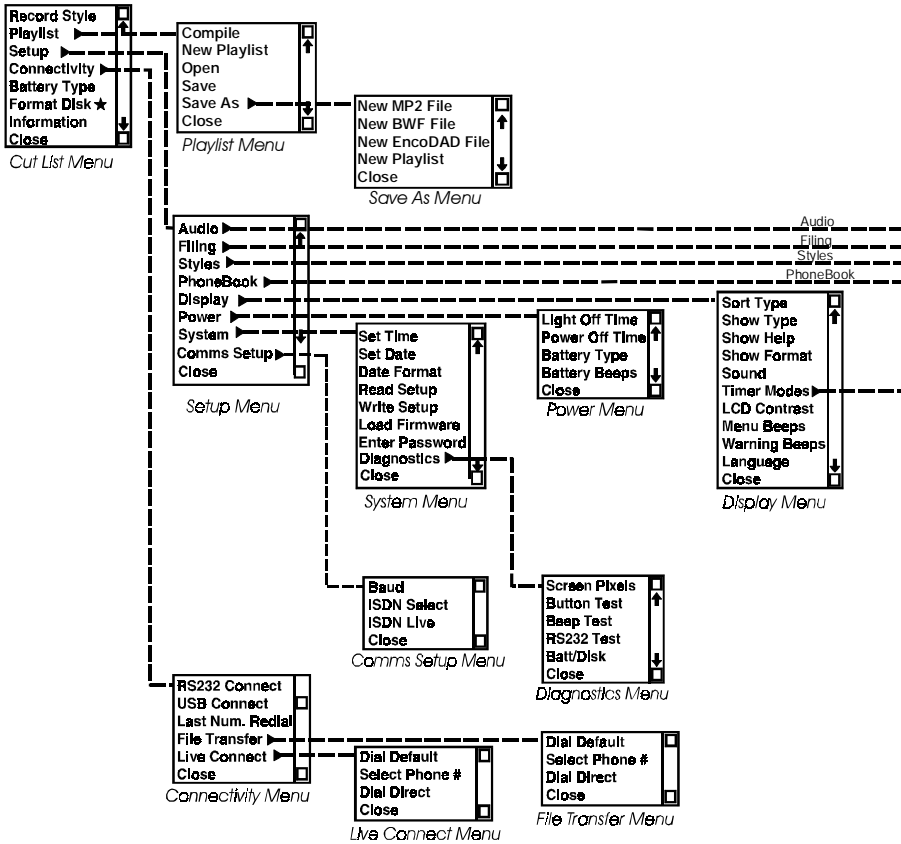 Record Style
Playlist
Setup
Connectivity
Battery Type
Format Disk★
Information
Close
Cut List Menu
Compile
New Playlist
Open
Save
Save As
Close
Playlist Menu
New MP2 File
New BWF File
New EncoDAD File
New Playlist
Close
Save As Menu
Audio
Filing
Styles
PhoneBook
Display
Power
System
Comms Setup
Close
Setup Menu
Audio
Filing
Styles
PhoneBook
Set Time
Set Date
Date Format
Read Setup
Write Setup
Load Firmware
Enter Password
Diagnostics
Close
System Menu
Light Off Time
Power Off Time
Battery Type
Battery Beeps
Close
Power Menu
Sort Type
Show Type
Show Help
Show Format
Sound
Timer Modes
LCD Contrast
Menu Beeps
Warning Beeps
Language
Close
Display Menu
Baud
ISDN Select
ISDN Live
Close
Comms Setup Menu
Screen Pixels
Button Test
Beep Test
RS232 Test
Batt/Disk
Close
Diagnostics Menu
RS232 Connect
USB Connect
Last Num. Redial
File Transfer
Live Connect
Close
Connectivity Menu
Dial Default
Select Phone #
Dial Direct
Close
Live Connect Menu
Dial Default
Select Phone #
Dial Direct
Close
File Transfer Menu